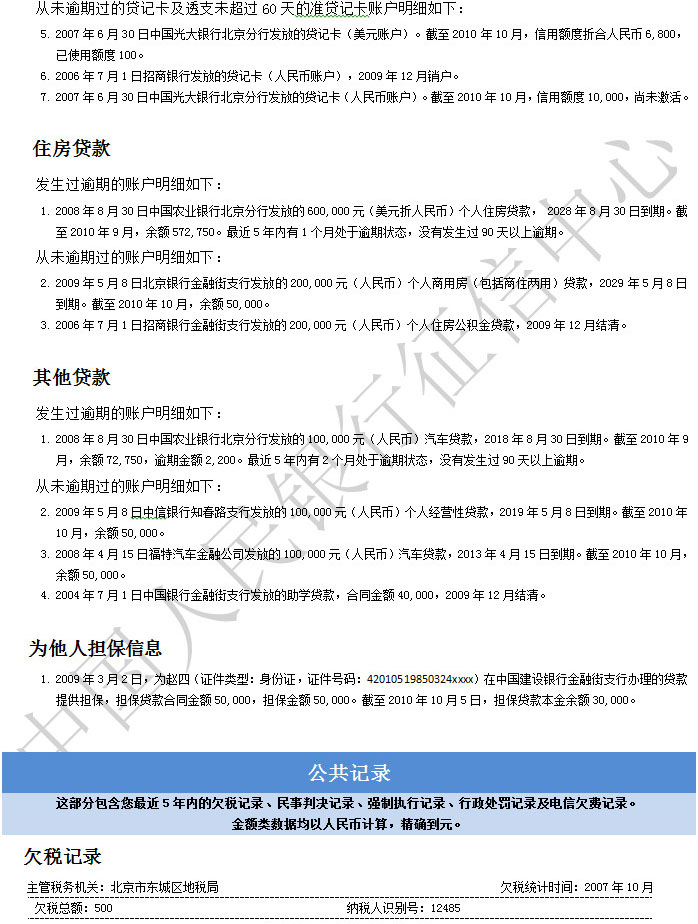 从未逾期过的贷记卡及透支未超过 60 天的准贷记卡账户明细如下：
5. 2007 年 6 月 30 日中国光大银行北京分行发放的贷记卡（美元账户）。截至 2010 年 10 月，信用额度折合人民币 6,800，
已使用额度 100。
6. 2006 年 7 月 1 日招商银行发放的贷记卡（人民币账户），2009 年 12 月销户。
7. 2007 年 6 月 30 日中国光大银行北京分行发放的贷记卡（人民币账户）。截至 2010 年 10 月，信用额度 10,000，尚未激活。
住房贷款
发生过逾期的账户明细如下：
1. 2008 年 8 月 30 日中国农业银行北京分行发放的 600,000 元（美元折人民币）个人住房贷款， 2028 年 8 月 30 日到期。截
至 2010 年 9 月，余额 572,750。最近 5 年内有 1 个月处于逾期状态，没有发生过 90 天以上逾期。
从未逾期过的账户明细如下：
2. 2009 年 5 月 8 日北京银行金融街支行发放的 200,000 元（人民币）个人商用房（包括商住两用）贷款，2029 年 5 月 8 日
到期。截至 2010 年 10 月，余额 50,000。
3. 2006 年 7 月 1 日招商银行金融街支行发放的 200,000 元（人民币）个人住房公积金贷款，2009 年 12 月结清。
其他贷款
发生过逾期的账户明细如下：
1. 2008 年 8 月 30 日中国农业银行北京分行发放的 100,000 元（人民币）汽车贷款，2018 年 8 月 30 日到期。截至 2010 年 9
月，余额 72,750，逾期金额 2,200。最近 5 年内有 2 个月处于逾期状态，没有发生过 90 天以上逾期。
从未逾期过的账户明细如下：
2. 2009 年 5 月 8 日中信银行知春路支行发放的 100,000 元（人民币）个人经营性贷款，2019 年 5 月 8 日到期。截至 2010 年
10 月，余额 50,000。
3. 2008 年 4 月 15 日福特汽车金融公司发放的 100,000 元（人民币）汽车贷款，2013 年 4 月 15 日到期。截至 2010 年 10 月，
余额 50,000。
4. 2004 年 7 月 1 日中国银行金融街支行发放的助学贷款，合同金额 40,000，2009 年 12 月结清。
为他人担保信息
1. 2009 年 3 月 2 日，为赵四（证件类型：身份证，证件号码：42010519850324xxxx）在中国建设银行金融街支行办理的贷款
提供担保，担保贷款合同金额 50,000，担保金额 50,000。截至 2010 年 10 月 5 日，担保贷款本金余额 30,000。
公共记录
这部分包含您最近 5 年内的欠税记录、民事判决记录、强制执行记录、行政处罚记录及电信欠费记录。
金额类数据均以人民币计算，精确到元。
欠税记录
主管税务机关：北京市东城区地税局 欠税统计时间：2007 年 10 月
欠税总额：500 纳税人识别号：12485
中国人民银行征信中心